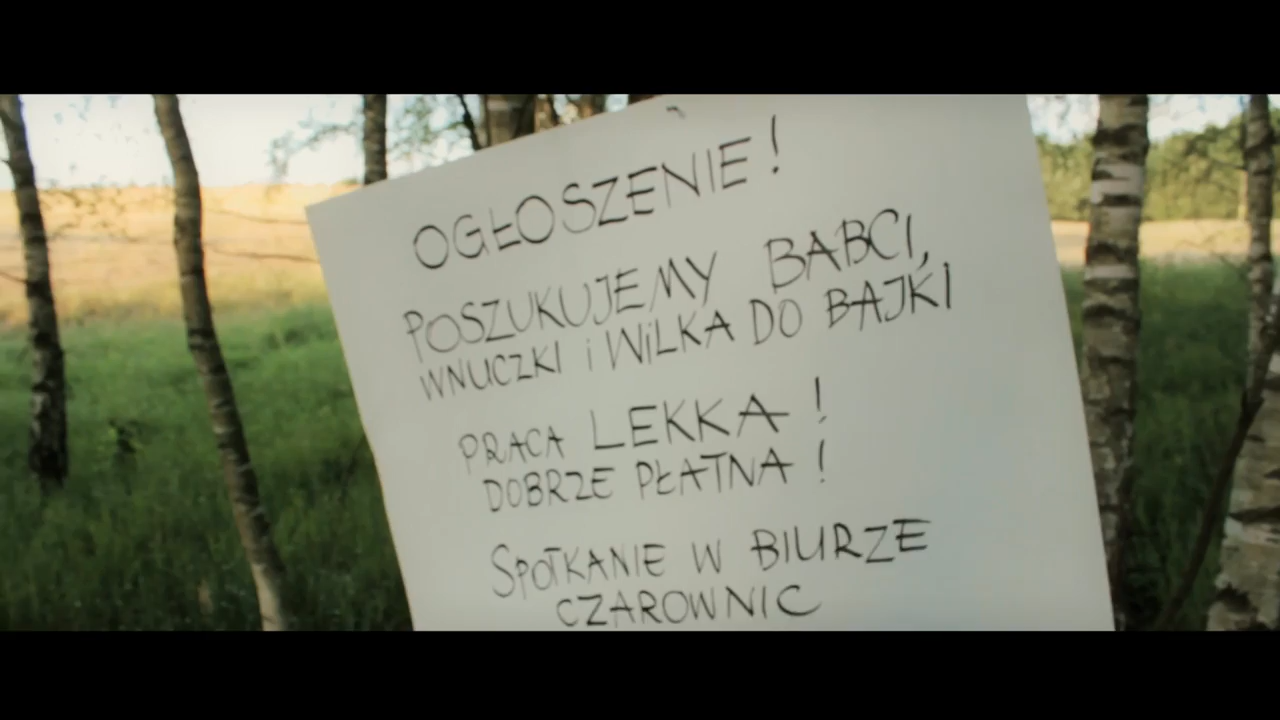 OGŁOSZENIE!
POSZUKUJEMY BABCI,
WNUCZKI i WiLKA DO BAJKI
PRACA LEKKA!
DOBRZE PŁATNA!
SPOTKANIE W BIURZE
CZAROWNIC